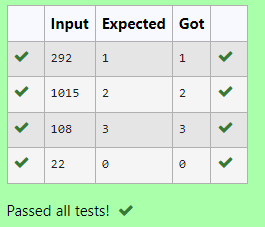 Input Expected Got
292 1 1
1015 2 2
108 3 3
22 0 0
Passed all tests!